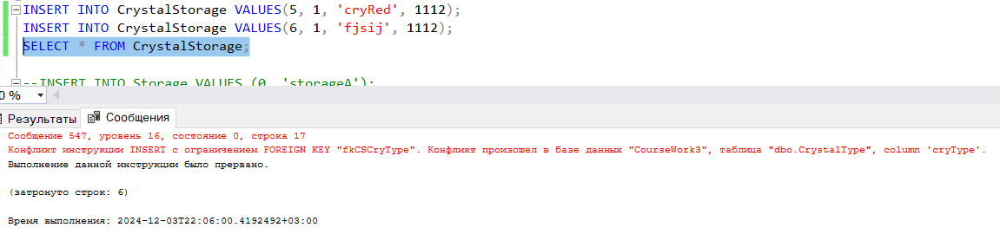 INSERT INTO CrystalStorage VALUES(5, 1, 'cryRed', 1112);
INSERT INTO CrystalStorage VALUES(6, 1, 'fjsij', 1112);
SELECT * FROM CrystalStorage;
--INSERT INTO Storage VALUES (0, 'storageA');
0 %
Результаты Сообщения
Сообщение 547, уровень 16, состояние 0, строка 17
Конфликт инструкции INSERT с ограничением FOREIGN KEY "fkCSCryType". Конфликт произошел в базе данных "CourseWork3", таблица "dbo.CrystalType", column 'cryType'.
Выполнение данной инструкции было прервано.
(затронуто строк: 6)
Время выполнения: 2024-12-03T22:06:00.4192492+03:00